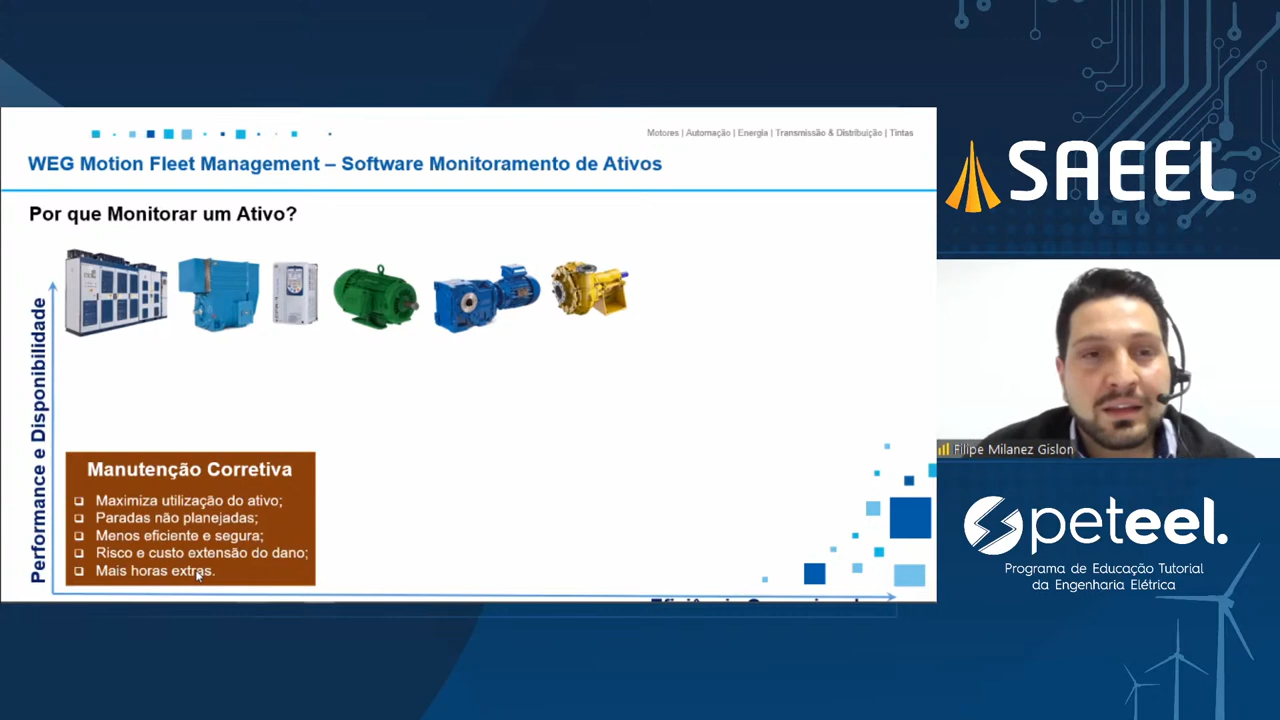 Motores | Automação | Energia | Transmissão & Distribuição | Tintas
WEG Motion Fleet Management – Software Monitoramento de Ativos
Por que Monitorar um Ativo?
Performance e Disponibilidade
Manutenção Corretiva
Maximiza utilização do ativo;
Paradas não planejadas;
Menos eficiente e segura;
Risco e custo extensão do dano;
Mais horas extras.
SAEEL
Filipe Milanez Gislon
peteel.
Programa de Educação Tutorial
da Engenharia Elétrica